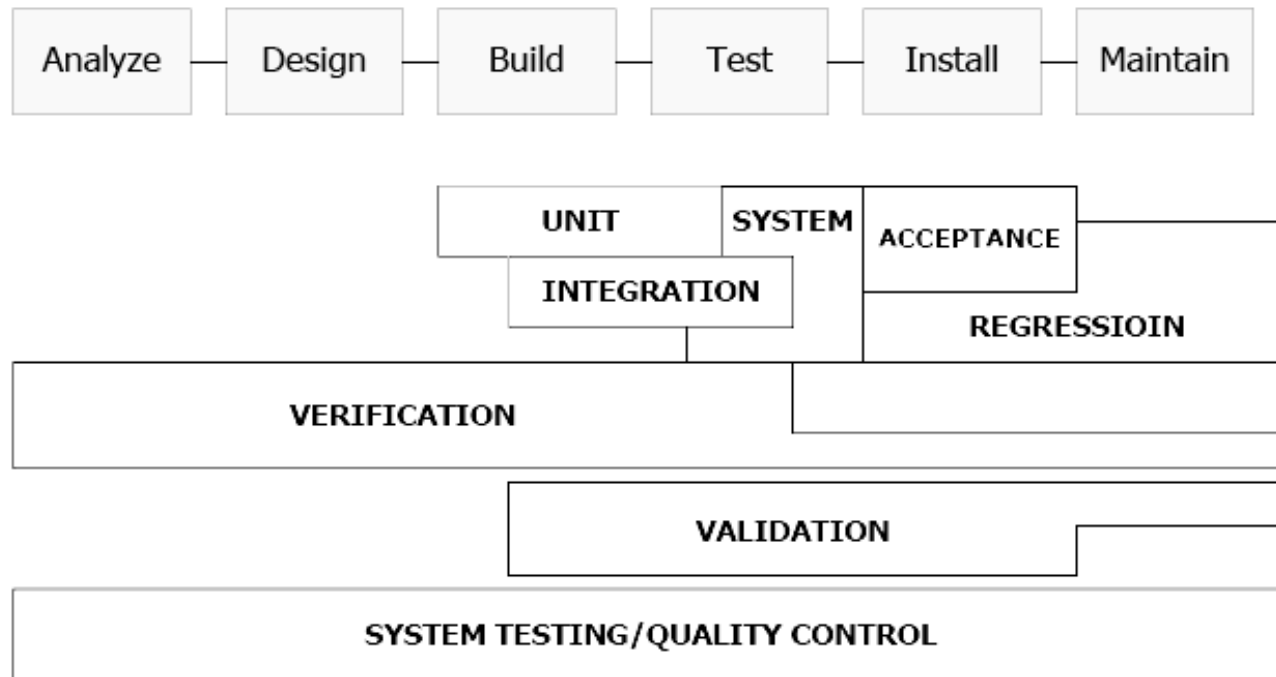 Analyze Design Build Test Install Maintain
UNIT SYSTEM ACCEPTANCE
INTEGRATION
REGRESSIOIN
VERIFICATION
VALIDATION
SYSTEM TESTING/QUALITY CONTROL